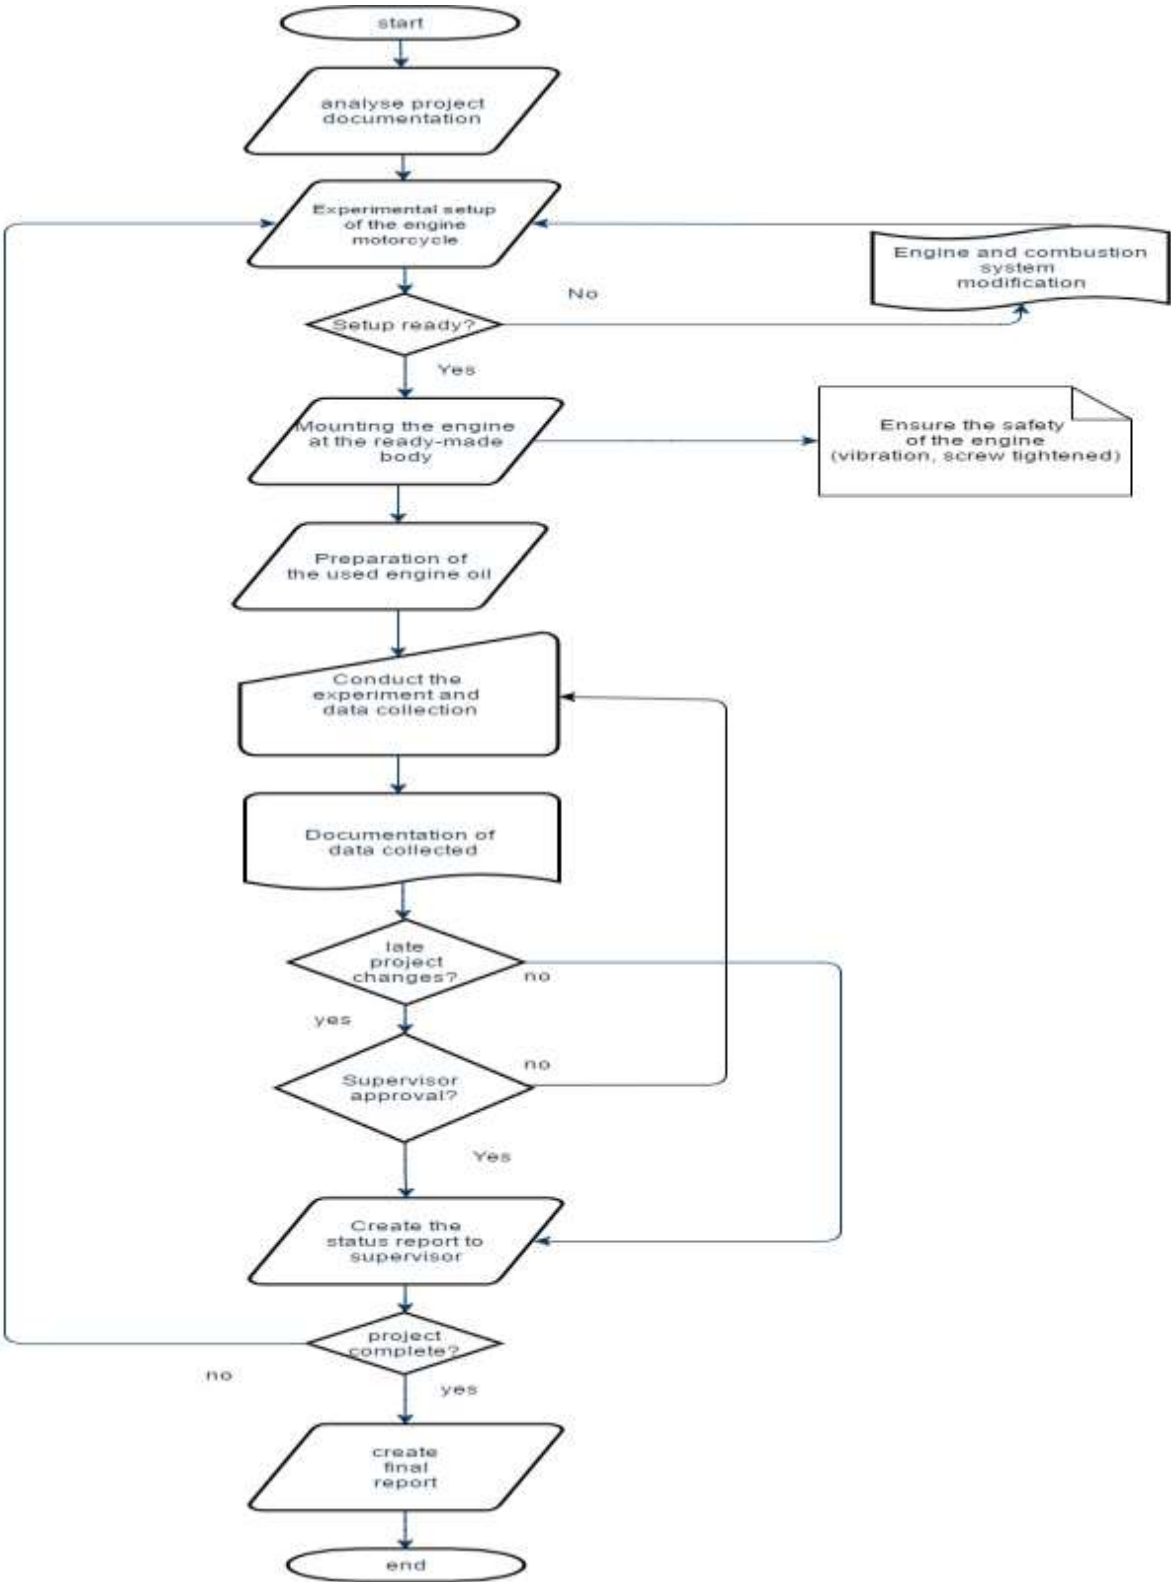 start
analyse project
documentation
Experimental setup
of the engine
motorcycle
Engine and combustion
system
modification
No
Setup ready?
Yes
Mounting the engine
at the ready-made
body
Ensure the safety
of the engine
(vibration, screw tightened)
Preparation of
the used engine oil
Conduct the
experiment and
data collection
Documentation of
data collected
late
project
changes?
no
yes
no
Supervisor
approval?
Yes
Create the
status report to
supervisor
project
complete?
no
yes
create
final
report
end